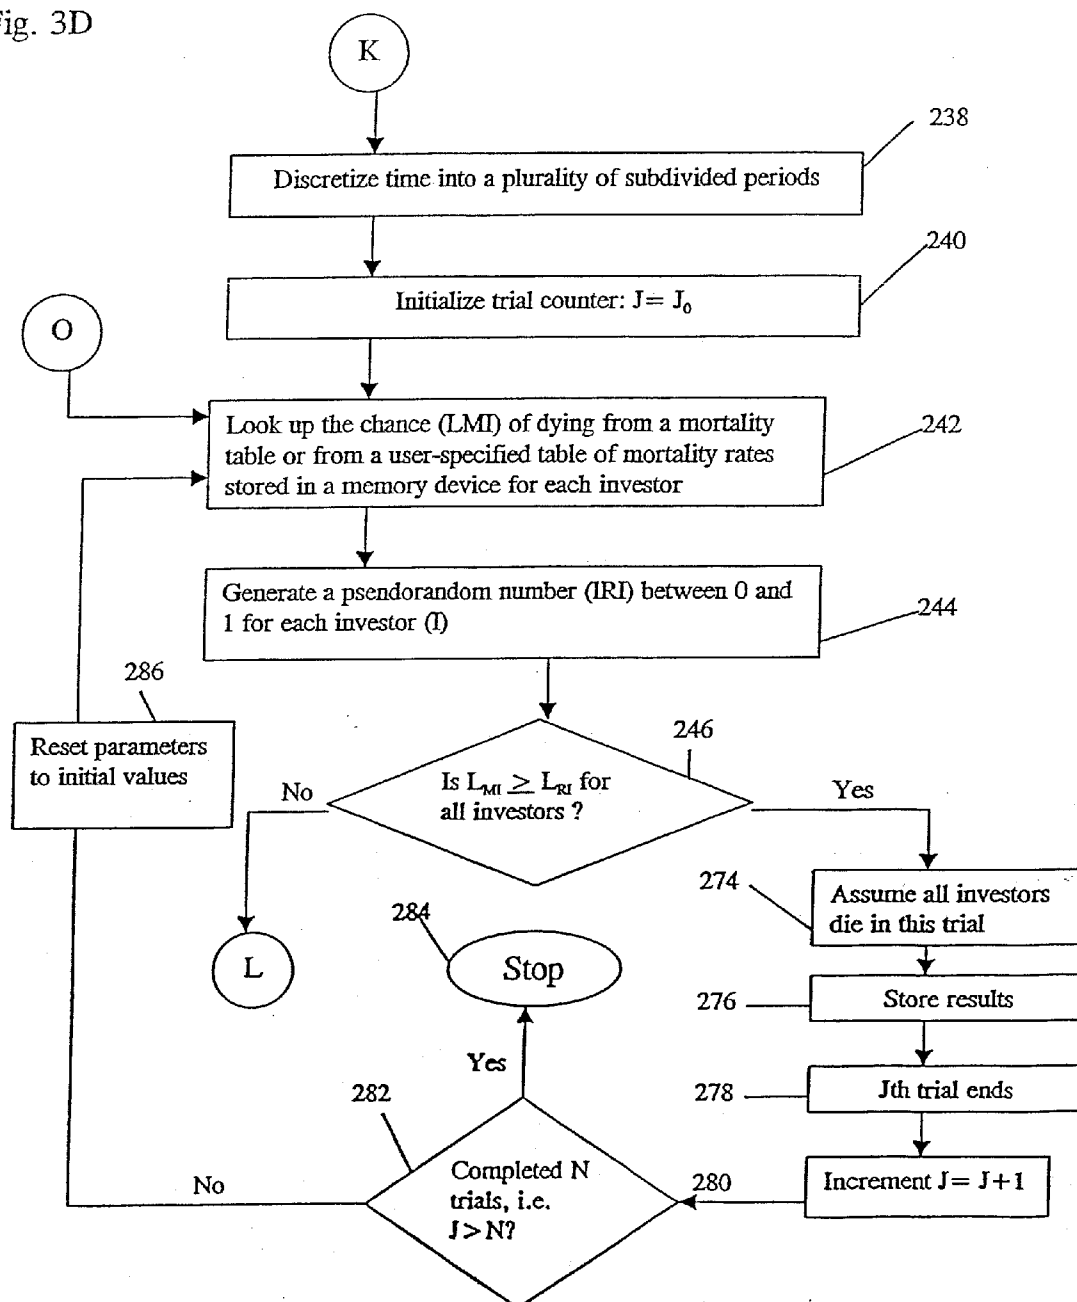 Fig. 3D
K
238
Discretize time into a plurality of subdivided periods
240
Initialize trial counter: J= J₀
O
Look up the chance (LMI) of dying from a mortality
table or from a user-specified table of mortality rates
stored in a memory device for each investor
242
Generate a psendorandom number (IRI) between 0 and
1 for each investor (I)
244
286
Reset parameters
to initial values
246
Is L_MI ≥ L_RI for
all investors ?
No
Yes
274
Assume all investors
die in this trial
284
L
Stop
276
Store results
Yes
278
Jth trial ends
282
Completed N
trials, i.e.
J>N?
No
280
Increment J= J+1